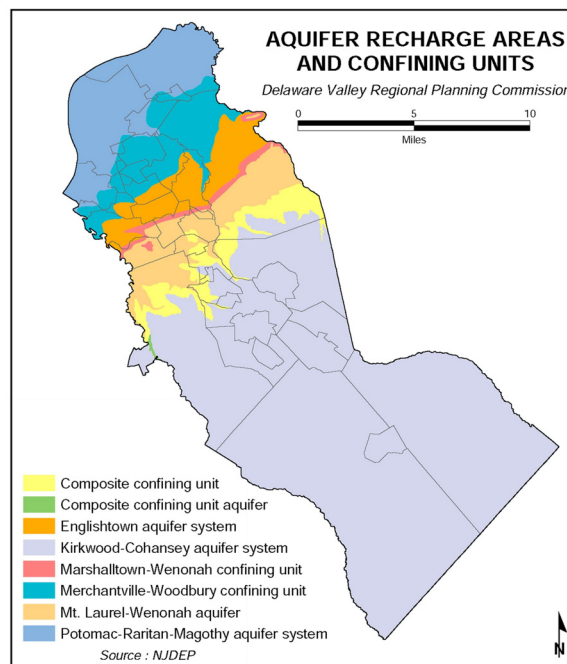 AQUIFER RECHARGE AREAS
AND CONFINING UNITS
Delaware Valley Regional Planning Commission
0 5 10
Miles
Composite confining unit
Composite confining unit aquifer
Englishtown aquifer system
Kirkwood-Cohansey aquifer system
Marshalltown-Wenonah confining unit
Merchantville-Woodbury confining unit
Mt. Laurel-Wenonah aquifer
Potomac-Raritan-Magothy aquifer system
Source : NJDEP
N